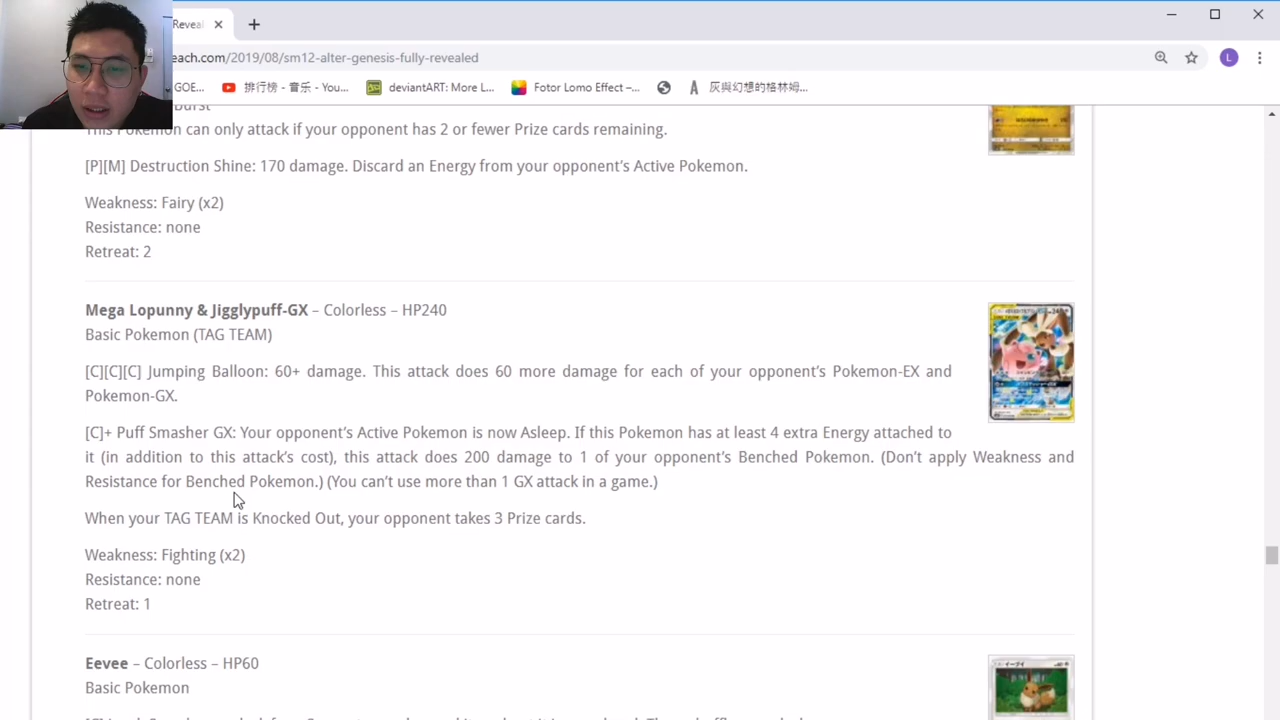 Reveal
each.com/2019/08/sm12-alter-genesis-fully-revealed
L
GOE...
排行榜 - 音乐 - You...
deviantART: More L...
Fotor Lomo Effect –...
灰與幻想的格林姆...
Burst
This Pokemon can only attack if your opponent has 2 or fewer Prize cards remaining.
[P][M] Destruction Shine: 170 damage. Discard an Energy from your opponent's Active Pokemon.
Weakness: Fairy (x2)
Resistance: none
Retreat: 2
Mega Lopunny & Jigglypuff-GX – Colorless – HP240
Basic Pokemon (TAG TEAM)
[C][C][C] Jumping Balloon: 60+ damage. This attack does 60 more damage for each of your opponent's Pokemon-EX and
Pokemon-GX.
[C]+ Puff Smasher GX: Your opponent's Active Pokemon is now Asleep. If this Pokemon has at least 4 extra Energy attached to
it (in addition to this attack's cost), this attack does 200 damage to 1 of your opponent's Benched Pokemon. (Don't apply Weakness and
Resistance for Benched Pokemon.) (You can't use more than 1 GX attack in a game.)
When your TAG TEAM is Knocked Out, your opponent takes 3 Prize cards.
Weakness: Fighting (x2)
Resistance: none
Retreat: 1
Eevee – Colorless – HP60
Basic Pokemon